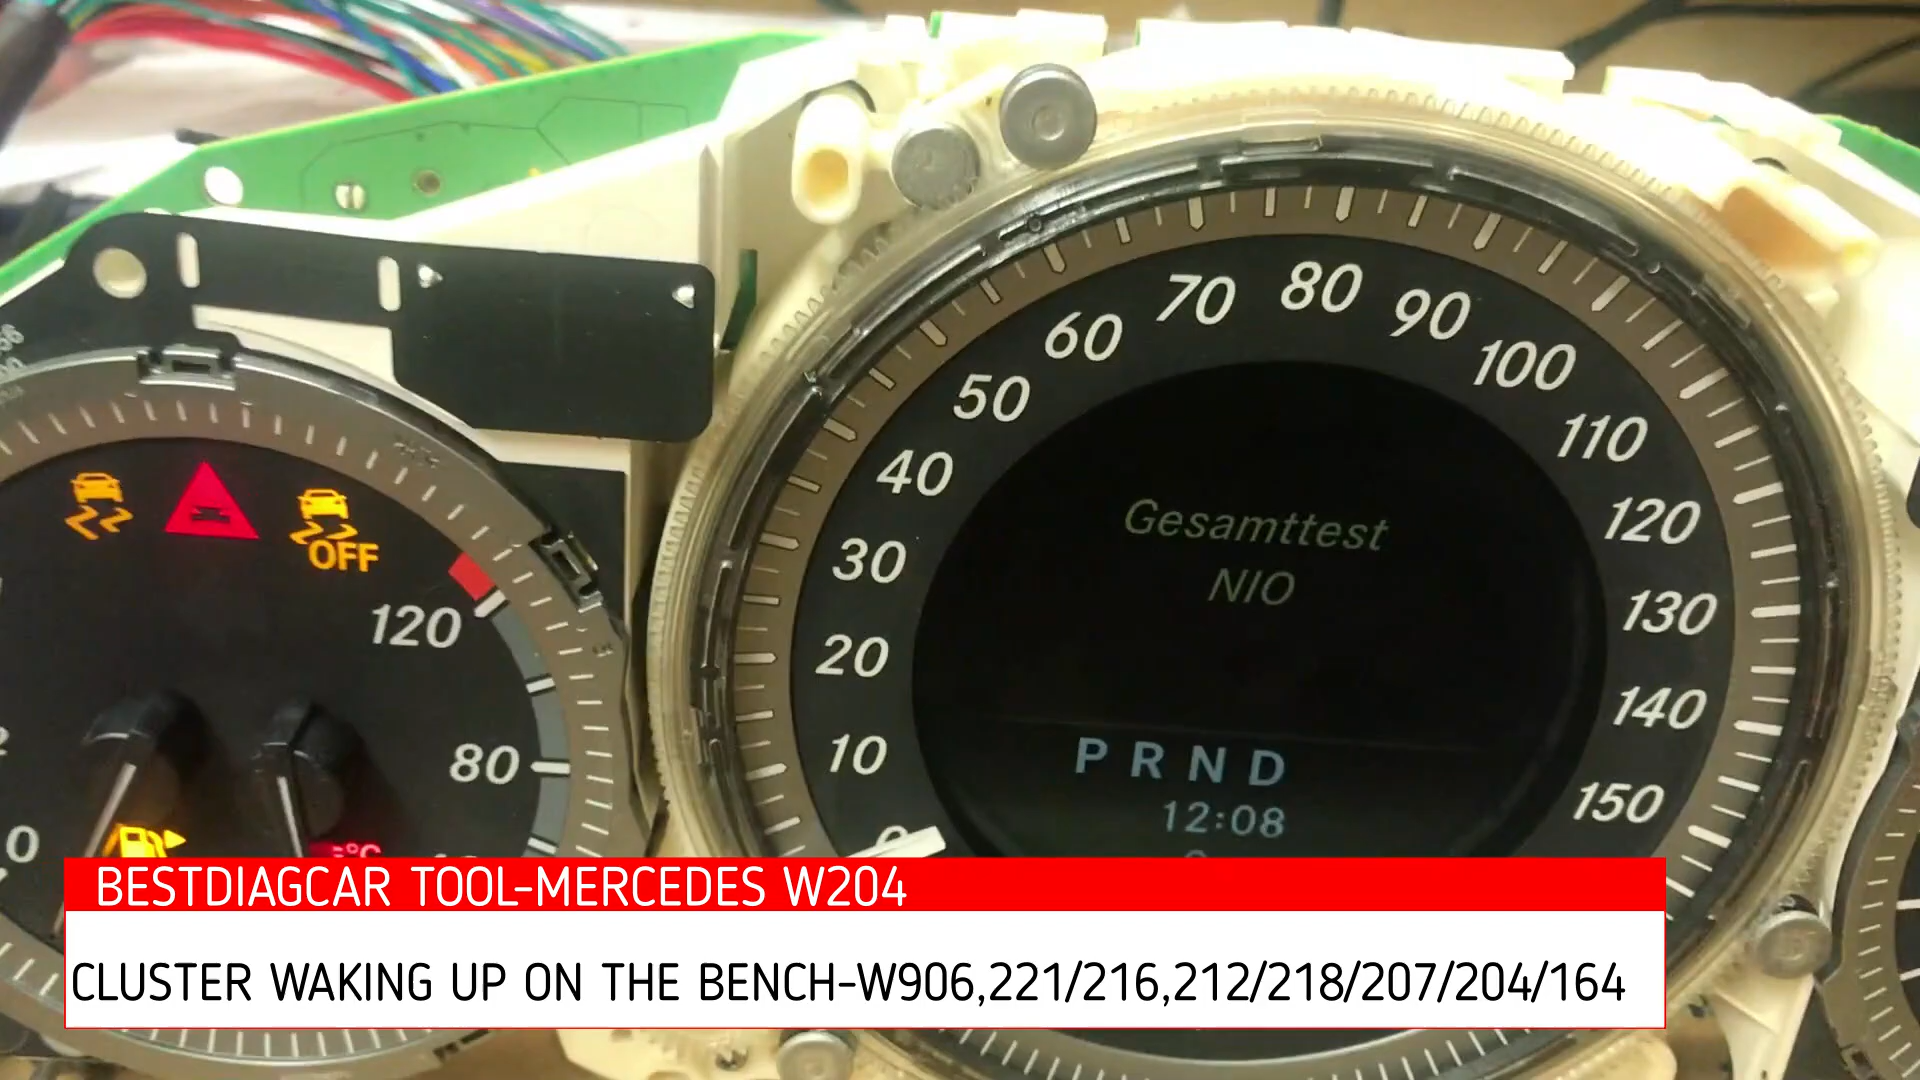 70 80 90
60 100
50 110
40 120
30 130
20 140
10 150
0
Gesamttest
NIO
P R N D
12:08
OFF
120
80
0
°C
BESTDIAGCAR TOOL-MERCEDES W204
CLUSTER WAKING UP ON THE BENCH-W906,221/216,212/218/207/204/164